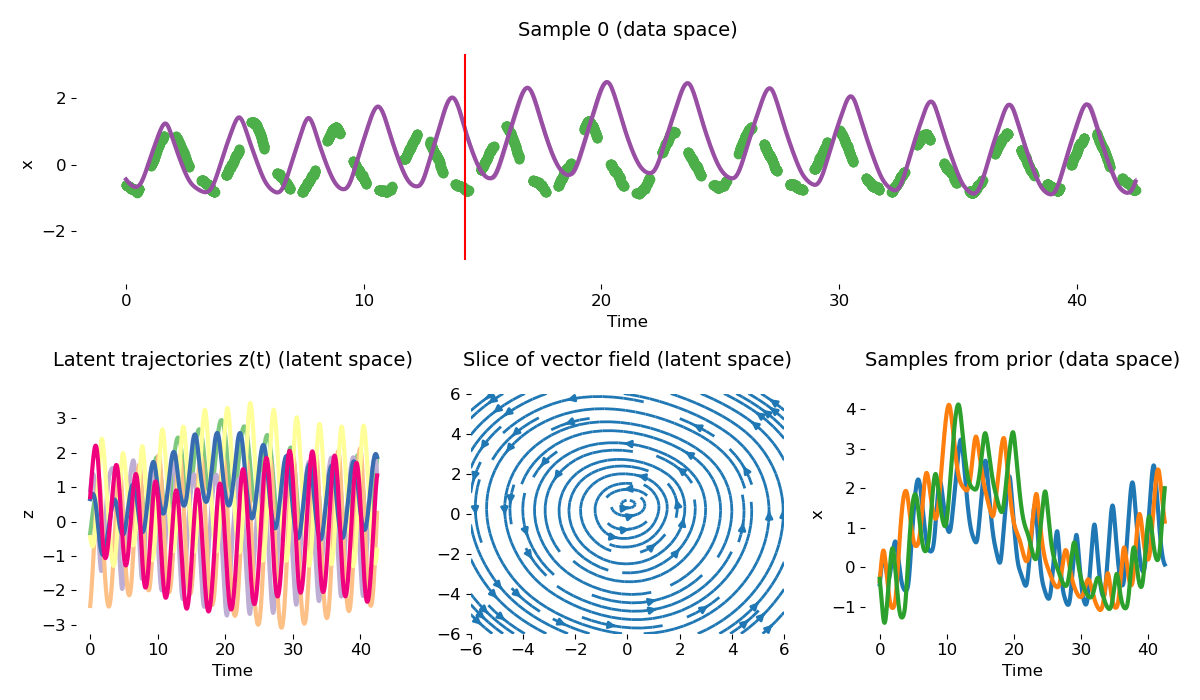 Sample 0 (data space)
2
0
−2
x
0 10 20 30 40
Time
Latent trajectories z(t) (latent space)
3
2
1
0
−1
−2
−3
z
0 10 20 30 40
Time
Slice of vector field (latent space)
6
4
2
0
−2
−4
−6
−6 −4 −2 0 2 4 6
Samples from prior (data space)
4
3
2
1
0
−1
x
0 10 20 30 40
Time